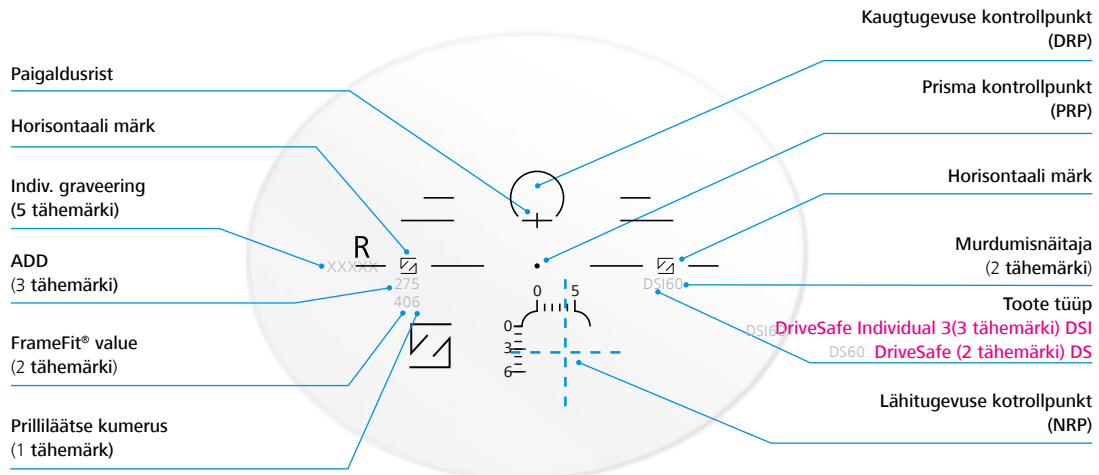 Paigaldusrist
Horisontaali märk
Indiv. graveering
(5 tähemärki)
ADD
(3 tähemärki)
FrameFit® value
(2 tähemärki)
Prilliläätse kumerus
(1 tähemärk)
R
XXXXX
275
406
0 5
0
3
6
DSI60
Kaugtugevuse kontrollpunkt
(DRP)
Prisma kontrollpunkt
(PRP)
Horisontaali märk
Murdumisnäitaja
(2 tähemärki)
Toote tüüp
DSI60 DriveSafe Individual 3(3 tähemärki) DSI
DS60 DriveSafe (2 tähemärki) DS
Lähitugevuse kotrollpunkt
(NRP)